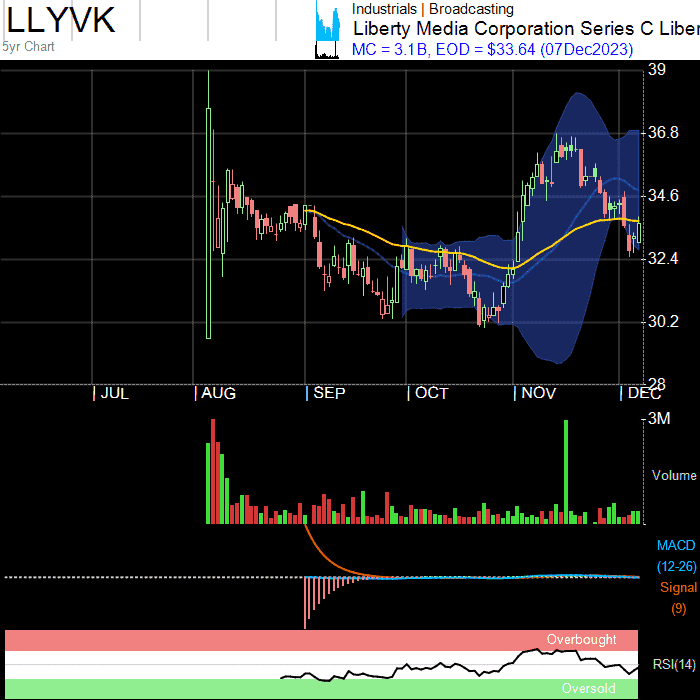 LLYVK
5yr Chart
Industrials | Broadcasting
Liberty Media Corporation Series C Liber
MC = 3.1B, EOD = $33.64 (07Dec2023)
39
36.8
34.6
32.4
30.2
28
JUL
AUG
SEP
OCT
NOV
DEC
3M
Volume
MACD
(12-26)
Signal
(9)
Overbought
RSI(14)
Oversold